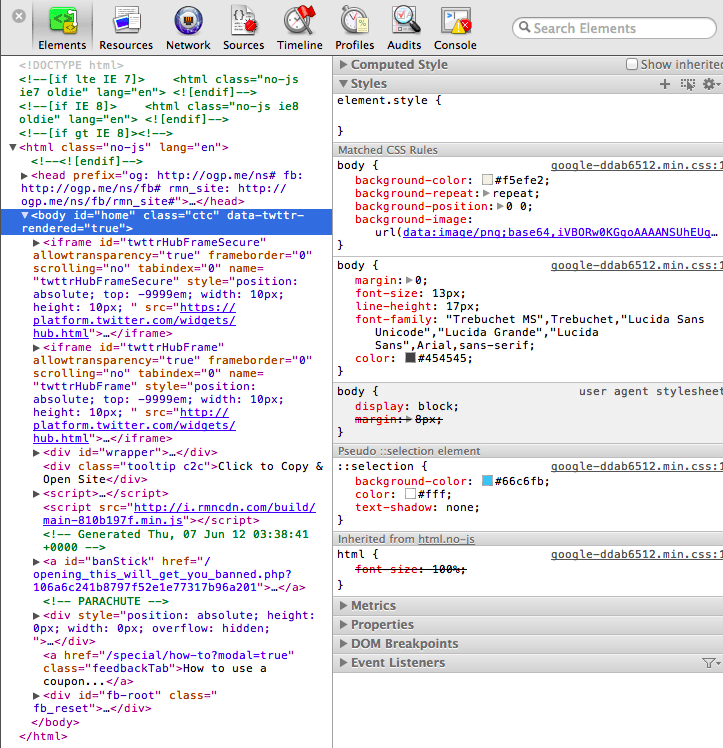 Elements Resources Network Sources Timeline Profiles Audits Console Search Elements
<!DOCTYPE html>
<!--[if lte IE 7]>    <html class="no-js
ie7 oldie" lang="en"> <![endif]-->
<!--[if IE 8]>    <html class="no-js ie8
oldie" lang="en"> <![endif]-->
<!--[if gt IE 8]><!-->
<html class="no-js" lang="en">
<!--<![endif]-->
<head prefix="og: http://ogp.me/ns# fb:
http://ogp.me/ns/fb# rmn_site: http://
ogp.me/ns/fb/rmn_site#">…</head>
<body id="home" class="ctc" data-twttr-
rendered="true">
<iframe id="twttrHubFrameSecure"
allowtransparency="true" frameborder="0"
scrolling="no" tabindex="0" name=
"twttrHubFrameSecure" style="position:
absolute; top: -9999em; width: 10px;
height: 10px; " src="https://
platform.twitter.com/widgets/
hub.html">…</iframe>
<iframe id="twttrHubFrame"
allowtransparency="true" frameborder="0"
scrolling="no" tabindex="0" name=
"twttrHubFrame" style="position:
absolute; top: -9999em; width: 10px;
height: 10px; " src="http://
platform.twitter.com/widgets/
hub.html">…</iframe>
<div id="wrapper">…</div>
<div class="tooltip c2c">Click to Copy &
Open Site</div>
<script>…</script>
<script src="http://i.rmncdn.com/build/
main-810b197f.min.js"></script>
<!-- Generated Thu, 07 Jun 12 03:38:41
+0000 -->
<a id="banStick" href="/
opening_this_will_get_you_banned.php?
106a6c241b8797f52e1e77317b96a201">…</a>
<!-- PARACHUTE -->
<div style="position: absolute; height:
0px; width: 0px; overflow: hidden;
">…</div>
<a href="/special/how-to?modal=true"
class="feedbackTab">How to use a
coupon...</a>
<div id="fb-root" class="
fb_reset">…</div>
</body>
</html>
Computed Style Show inherited
Styles
element.style {
}
Matched CSS Rules
body { google-ddab6512.min.css:1
background-color: #f5efe2;
background-repeat: repeat;
background-position: 0 0;
background-image:
url(data:image/png;base64,iVBORw0KGgoAAAANSUhEUg…
}
body { google-ddab6512.min.css:1
margin: 0;
font-size: 13px;
line-height: 17px;
font-family: "Trebuchet MS",Trebuchet,"Lucida Sans
Unicode","Lucida Grande","Lucida
Sans",Arial,sans-serif;
color: #454545;
}
body { user agent stylesheet
display: block;
margin: 8px;
}
Pseudo ::selection element
::selection { google-ddab6512.min.css:1
background-color: #66c6fb;
color: #fff;
text-shadow: none;
}
Inherited from html.no-js
html { google-ddab6512.min.css:1
font-size: 100%;
}
Metrics
Properties
DOM Breakpoints
Event Listeners